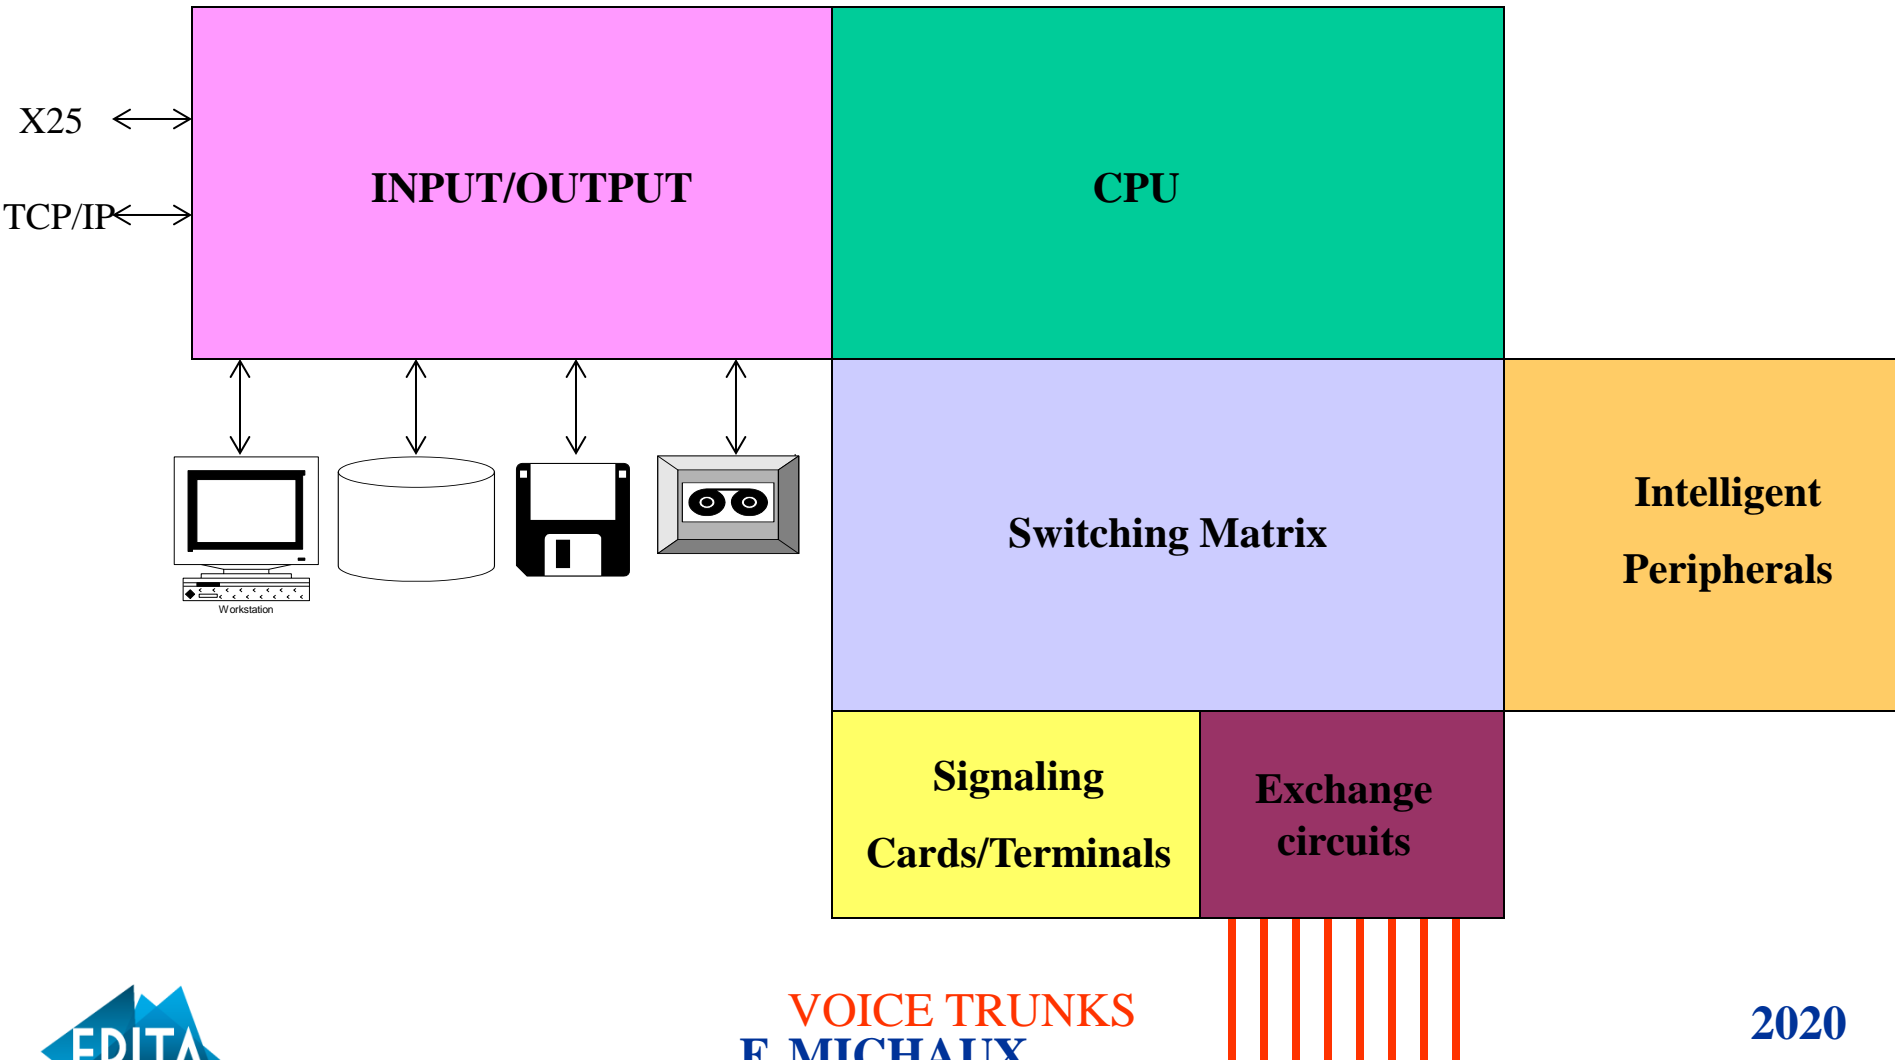 X25
TCP/IP
INPUT/OUTPUT
CPU
Workstation
Switching Matrix
Intelligent
Peripherals
Signaling
Cards/Terminals
Exchange
circuits
VOICE TRUNKS
F. MICHAUX
2020